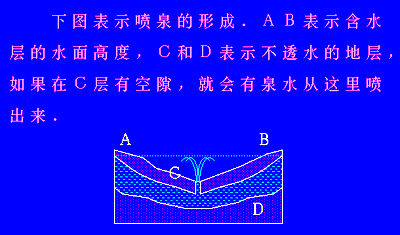 下图表示喷泉的形成．ＡＢ表示含水
层的水面高度，Ｃ和Ｄ表示不透水的地层，
如果在Ｃ层有空隙，就会有泉水从这里喷
出来．
A B
C
D